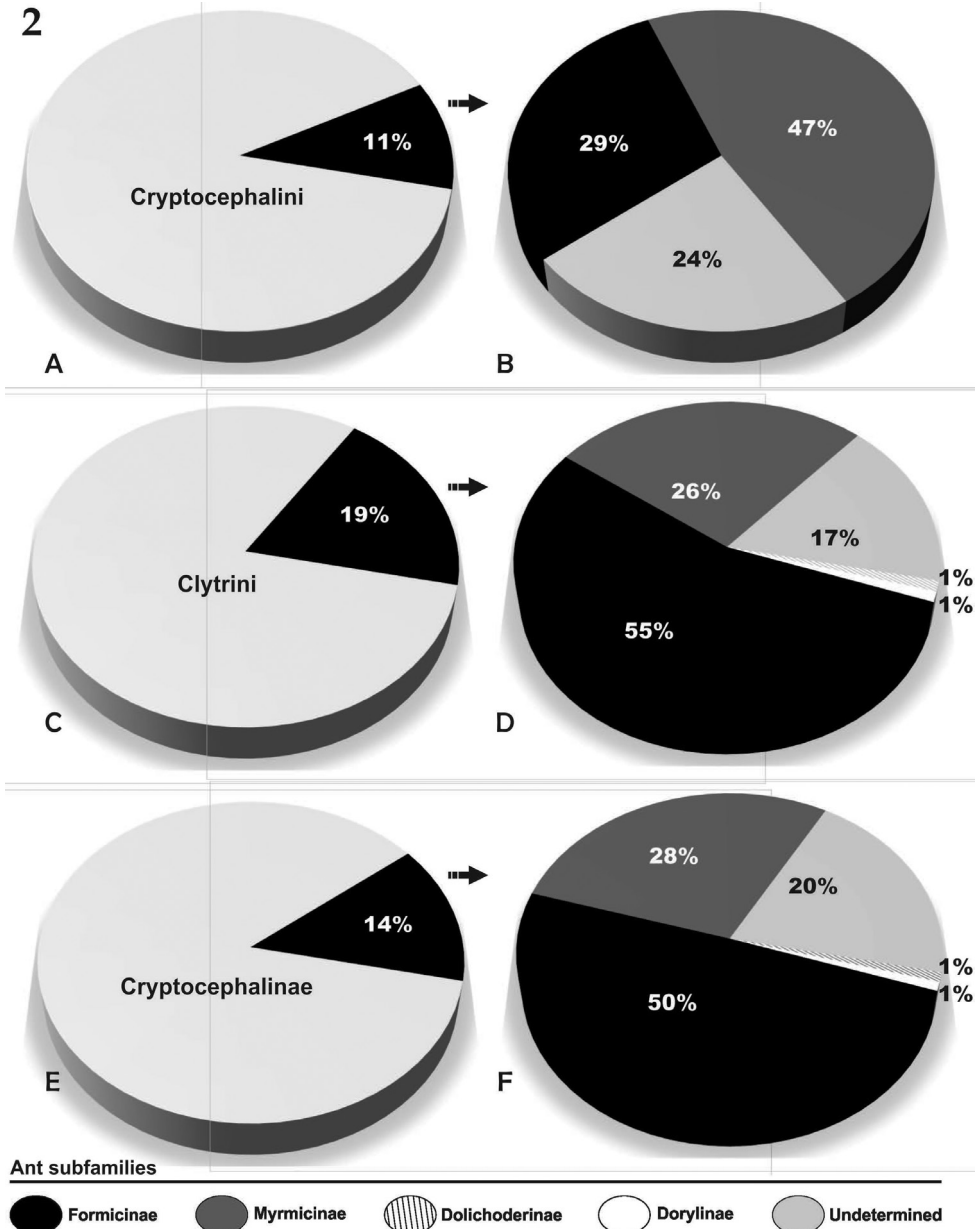 2
11%
Cryptocephalini
A
47%
29%
24%
B
19%
Clytrini
C
26%
17%
1%
1%
55%
D
14%
Cryptocephalinae
E
28%
20%
1%
1%
50%
F
Ant subfamilies
Formicinae Myrmicinae Dolichoderinae Dorylinae Undetermined